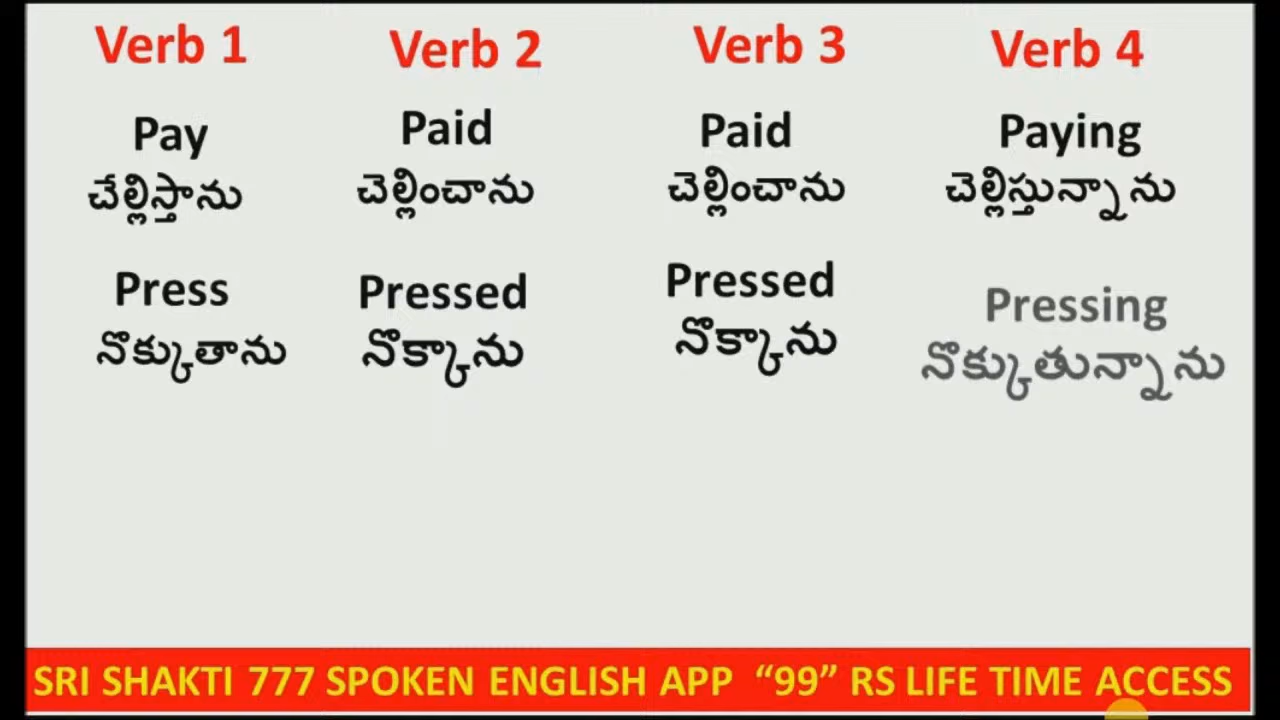 Verb 1 Verb 2 Verb 3 Verb 4
Pay Paid Paid Paying
చేల్లిస్తాను చెల్లించాను చెల్లించాను చెల్లిస్తున్నాను
Press Pressed Pressed Pressing
నొక్కుతాను నొక్కాను నొక్కాను నొక్కుతున్నాను
SRI SHAKTI 777 SPOKEN ENGLISH APP “99” RS LIFE TIME ACCESS